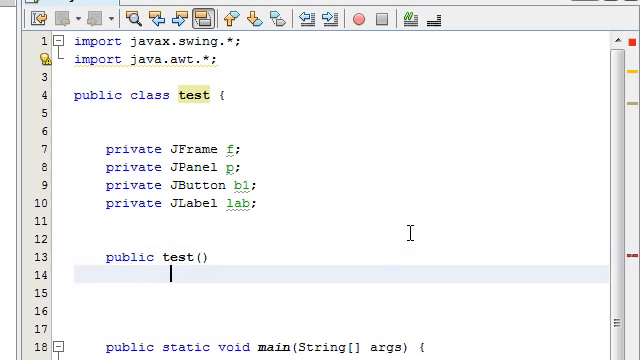 1 import javax.swing.*;
import java.awt.*;
3
4 public class test {
5
6
7 private JFrame f;
8 private JPanel p;
9 private JButton b1;
10 private JLabel lab;
11
12
13 public test()
14
15
16
17
18 public static void main(String[] args) {